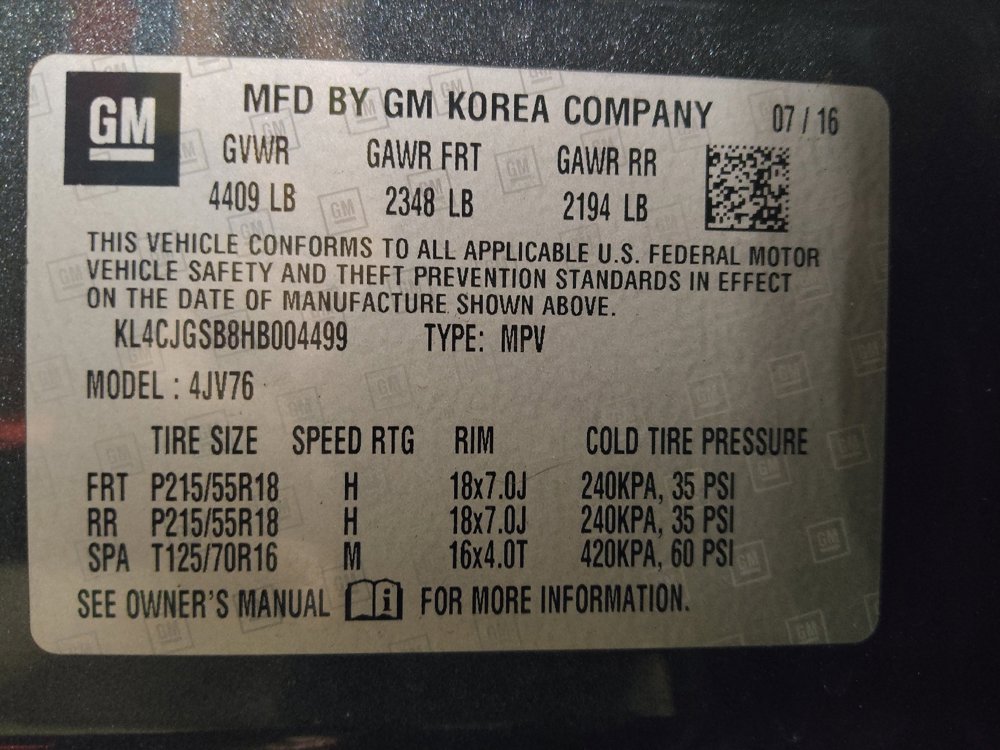 GM
MFD BY GM KOREA COMPANY 07 / 16
GVWR GAWR FRT GAWR RR
4409 LB 2348 LB 2194 LB
THIS VEHICLE CONFORMS TO ALL APPLICABLE U.S. FEDERAL MOTOR
VEHICLE SAFETY AND THEFT PREVENTION STANDARDS IN EFFECT
ON THE DATE OF MANUFACTURE SHOWN ABOVE.
KL4CJGSB8HB004499 TYPE: MPV
MODEL : 4JV76
TIRE SIZE SPEED RTG RIM COLD TIRE PRESSURE
FRT P215/55R18 H 18x7.0J 240KPA, 35 PSI
RR P215/55R18 H 18x7.0J 240KPA, 35 PSI
SPA T125/70R16 M 16x4.0T 420KPA, 60 PSI
SEE OWNER'S MANUAL i FOR MORE INFORMATION.